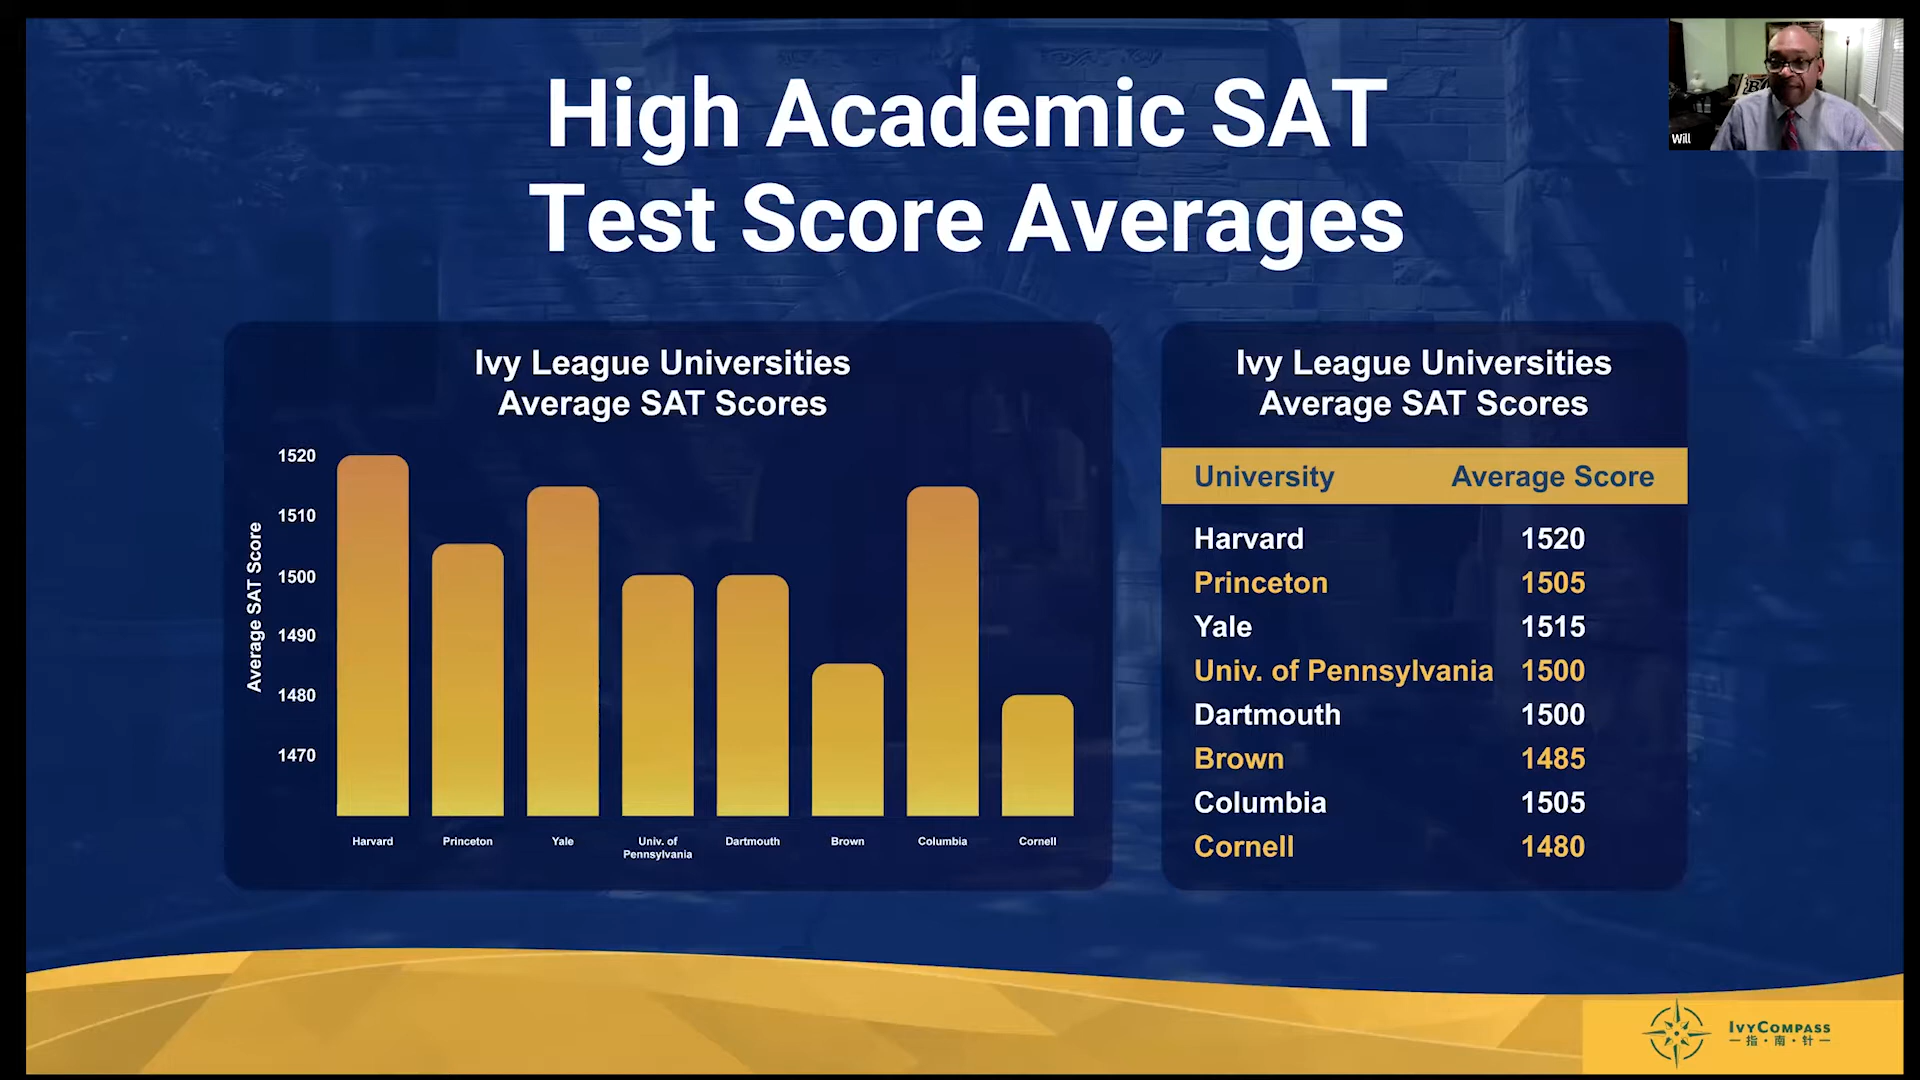 High Academic SAT
Test Score Averages
Will
Ivy League Universities
Average SAT Scores
Average SAT Score
1520
1510
1500
1490
1480
1470
Harvard
Princeton
Yale
Univ. of
Pennsylvania
Dartmouth
Brown
Columbia
Cornell
Ivy League Universities
Average SAT Scores
University Average Score
Harvard 1520
Princeton 1505
Yale 1515
Univ. of Pennsylvania 1500
Dartmouth 1500
Brown 1485
Columbia 1505
Cornell 1480
IVYCOMPASS
一指·南·针一